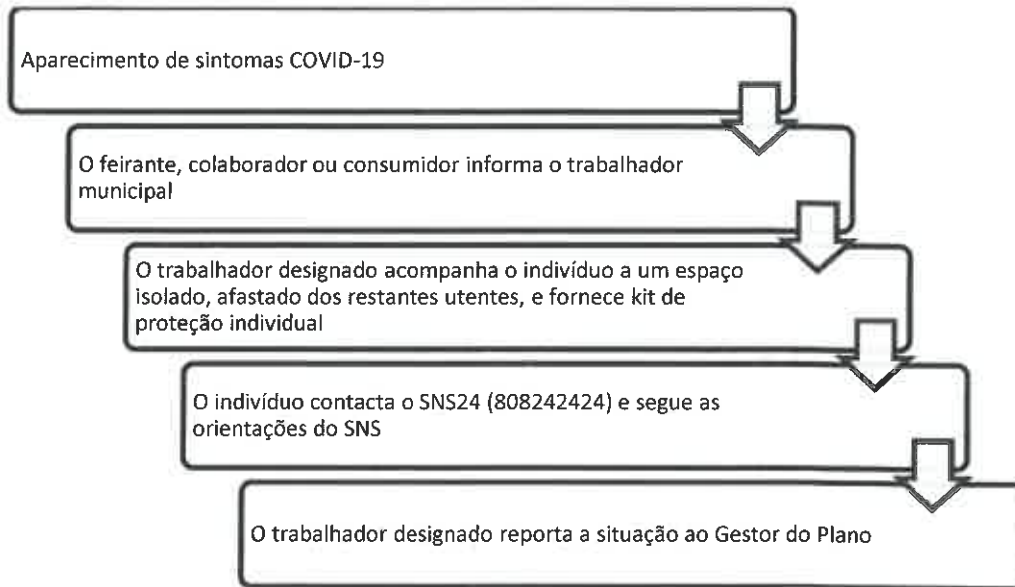 Aparecimento de sintomas COVID-19
O feirante, colaborador ou consumidor informa o trabalhador
municipal
O trabalhador designado acompanha o indivíduo a um espaço
isolado, afastado dos restantes utentes, e fornece kit de
proteção individual
O indivíduo contacta o SNS24 (808242424) e segue as
orientações do SNS
O trabalhador designado reporta a situação ao Gestor do Plano